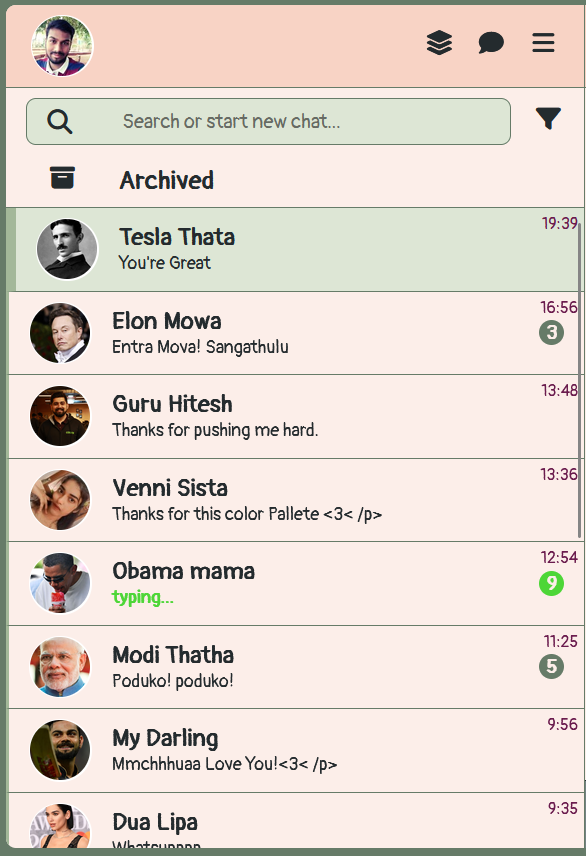 Search or start new chat...
Archived
Tesla Thata 19:39
You're Great
Elon Mowa 16:56
Entra Mova! Sangathulu 3
Guru Hitesh 13:48
Thanks for pushing me hard.
Venni Sista 13:36
Thanks for this color Pallete <3< /p>
Obama mama 12:54
typing... 9
Modi Thatha 11:25
Poduko! poduko! 5
My Darling 9:56
Mmchhhuaa Love You!<3< /p>
Dua Lipa 9:35